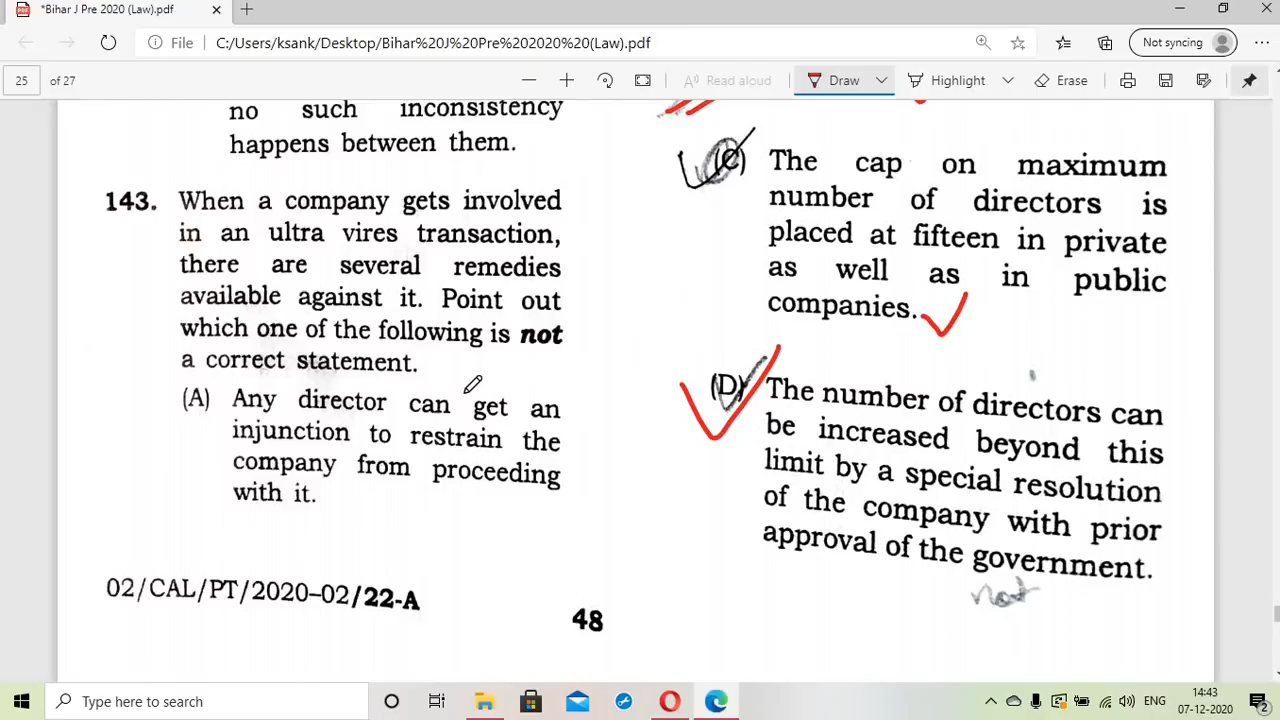 *Bihar J Pre 2020 (Law).pdf
File C:/Users/ksank/Desktop/Bihar%20J%20Pre%202020%20(Law).pdf
Not syncing
25 of 27
Read aloud
Draw
Highlight
Erase
no such inconsistency
happens between them.
143. When a company gets involved
in an ultra vires transaction,
there are several remedies
available against it. Point out
which one of the following is not
a correct statement.
(A) Any director can get an
injunction to restrain the
company from proceeding
with it.
(C) The cap on maximum
number of directors is
placed at fifteen in private
as well as in public
companies.
(D) The number of directors can
be increased beyond this
limit by a special resolution
of the company with prior
approval of the government.
not
02/CAL/PT/2020–02/22-A
48
Type here to search
ENG
14:43
07-12-2020
2